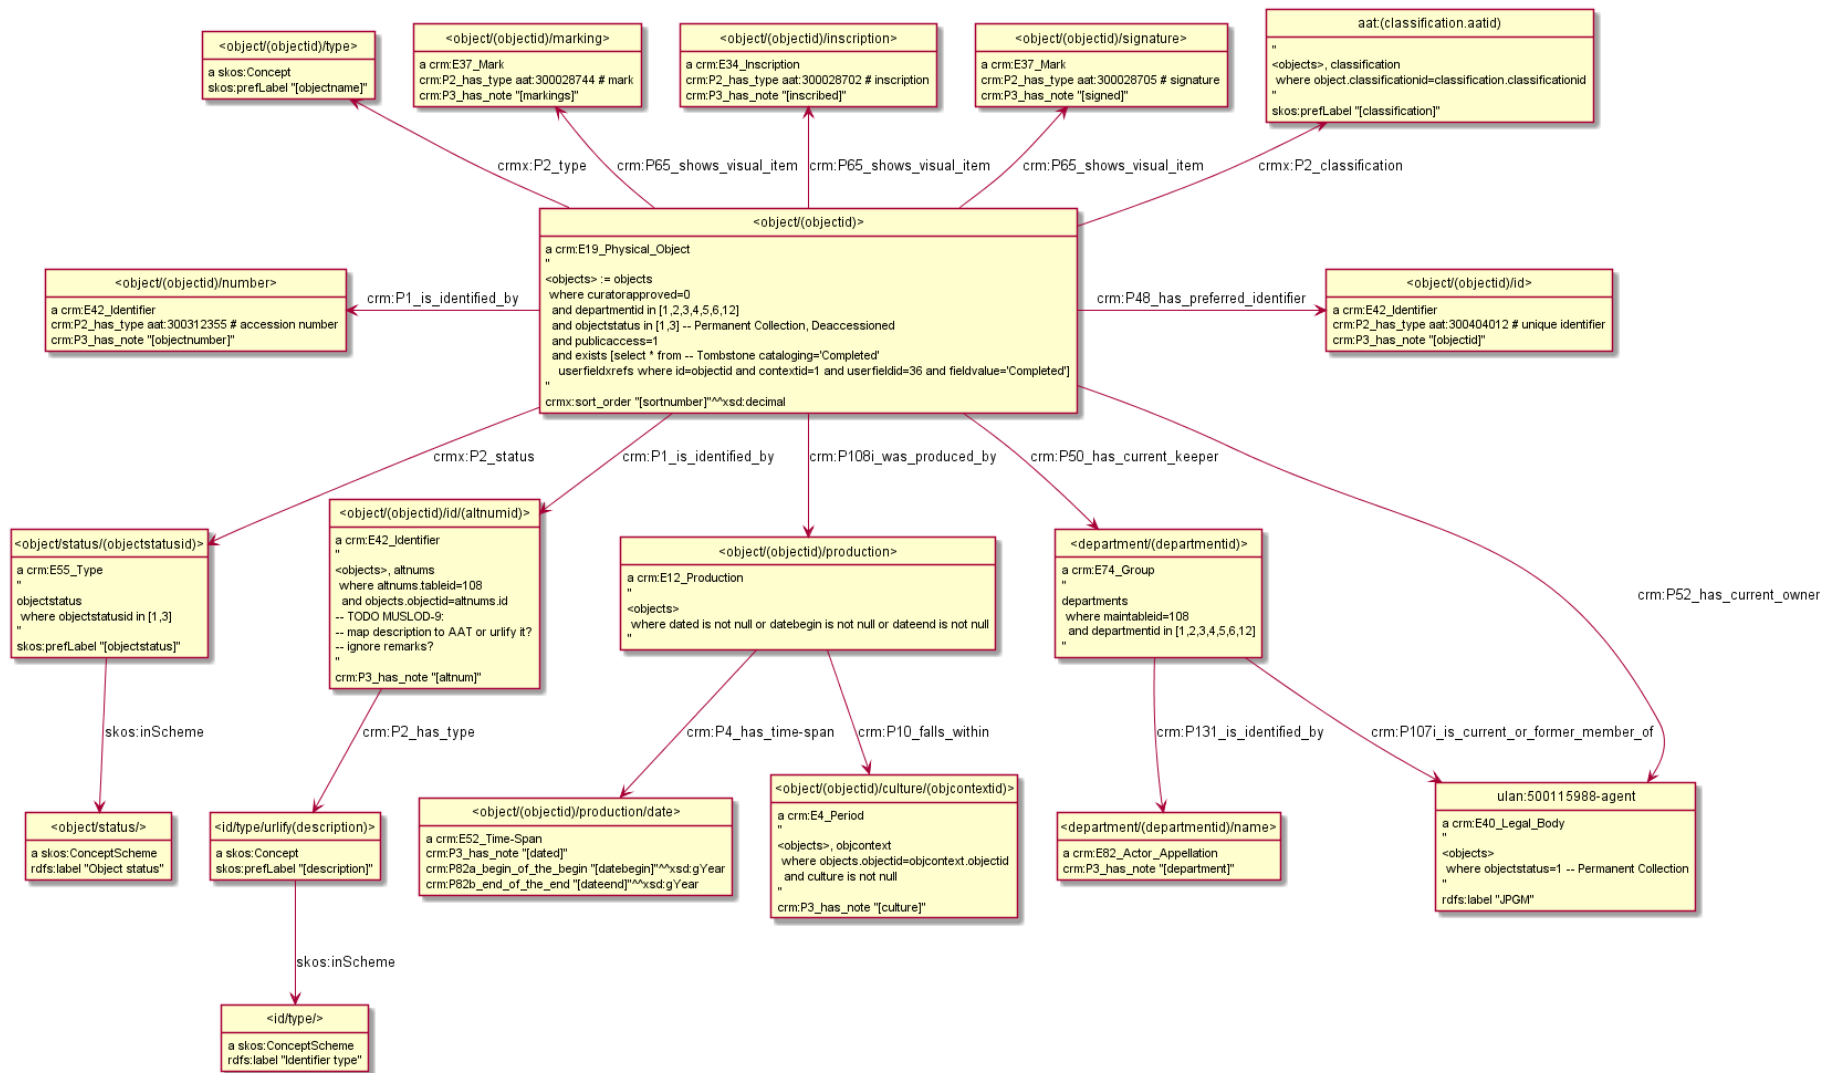 <object/(objectid)/type>
a skos:Concept
skos:prefLabel "[objectname]"
<object/(objectid)/marking>
a crm:E37_Mark
crm:P2_has_type aat:300028744 # mark
crm:P3_has_note "[markings]"
<object/(objectid)/inscription>
a crm:E34_Inscription
crm:P2_has_type aat:300028702 # inscription
crm:P3_has_note "[inscribed]"
<object/(objectid)/signature>
a crm:E37_Mark
crm:P2_has_type aat:300028705 # signature
crm:P3_has_note "[signed]"
aat:(classification.aatid)
"
<objects>, classification
where object.classificationid=classification.classificationid
"
skos:prefLabel "[classification]"
crmx:P2_type
crm:P65_shows_visual_item
crm:P65_shows_visual_item
crm:P65_shows_visual_item
crmx:P2_classification
<object/(objectid)>
a crm:E19_Physical_Object
"
<objects> := objects
where curatorapproved=0
and departmentid in [1,2,3,4,5,6,12]
and objectstatus in [1,3] -- Permanent Collection, Deaccessioned
and publicaccess=1
and exists [select * from -- Tombstone cataloging='Completed'
userfieldxrefs where id=objectid and contextid=1 and userfieldid=36 and fieldvalue='Completed']
"
crmx:sort_order "[sortnumber]"^^xsd:decimal
<object/(objectid)/number>
a crm:E42_Identifier
crm:P2_has_type aat:300312355 # accession number
crm:P3_has_note "[objectnumber]"
crm:P1_is_identified_by
crm:P48_has_preferred_identifier
<object/(objectid)/id>
a crm:E42_Identifier
crm:P2_has_type aat:300404012 # unique identifier
crm:P3_has_note "[objectid]"
crmx:P2_status
crm:P1_is_identified_by
crm:P108i_was_produced_by
crm:P50_has_current_keeper
crm:P52_has_current_owner
<object/status/(objectstatusid)>
a crm:E55_Type
"
objectstatus
where objectstatusid in [1,3]
"
skos:prefLabel "[objectstatus]"
<object/(objectid)/id/(altnumid)>
a crm:E42_Identifier
"
<objects>, altnums
where altnums.tableid=108
and objects.objectid=altnums.id
-- TODO MUSLOD-9:
-- map description to AAT or urlify it?
-- ignore remarks?
"
crm:P3_has_note "[altnum]"
<object/(objectid)/production>
a crm:E12_Production
"
<objects>
where dated is not null or datebegin is not null or dateend is not null
"
<department/(departmentid)>
a crm:E74_Group
"
departments
where maintableid=108
and departmentid in [1,2,3,4,5,6,12]
"
skos:inScheme
crm:P2_has_type
crm:P4_has_time-span
crm:P10_falls_within
crm:P131_is_identified_by
crm:P107i_is_current_or_former_member_of
<object/status/>
a skos:ConceptScheme
rdfs:label "Object status"
<id/type/urlify(description)>
a skos:Concept
skos:prefLabel "[description]"
<object/(objectid)/production/date>
a crm:E52_Time-Span
crm:P3_has_note "[dated]"
crm:P82a_begin_of_the_begin "[datebegin]"^^xsd:gYear
crm:P82b_end_of_the_end "[dateend]"^^xsd:gYear
<object/(objectid)/culture/(objcontextid)>
a crm:E4_Period
"
<objects>, objcontext
where objects.objectid=objcontext.objectid
and culture is not null
"
crm:P3_has_note "[culture]"
<department/(departmentid)/name>
a crm:E82_Actor_Appellation
crm:P3_has_note "[department]"
ulan:500115988-agent
a crm:E40_Legal_Body
"
<objects>
where objectstatus=1 -- Permanent Collection
"
rdfs:label "JPGM"
skos:inScheme
<id/type/>
a skos:ConceptScheme
rdfs:label "Identifier type"